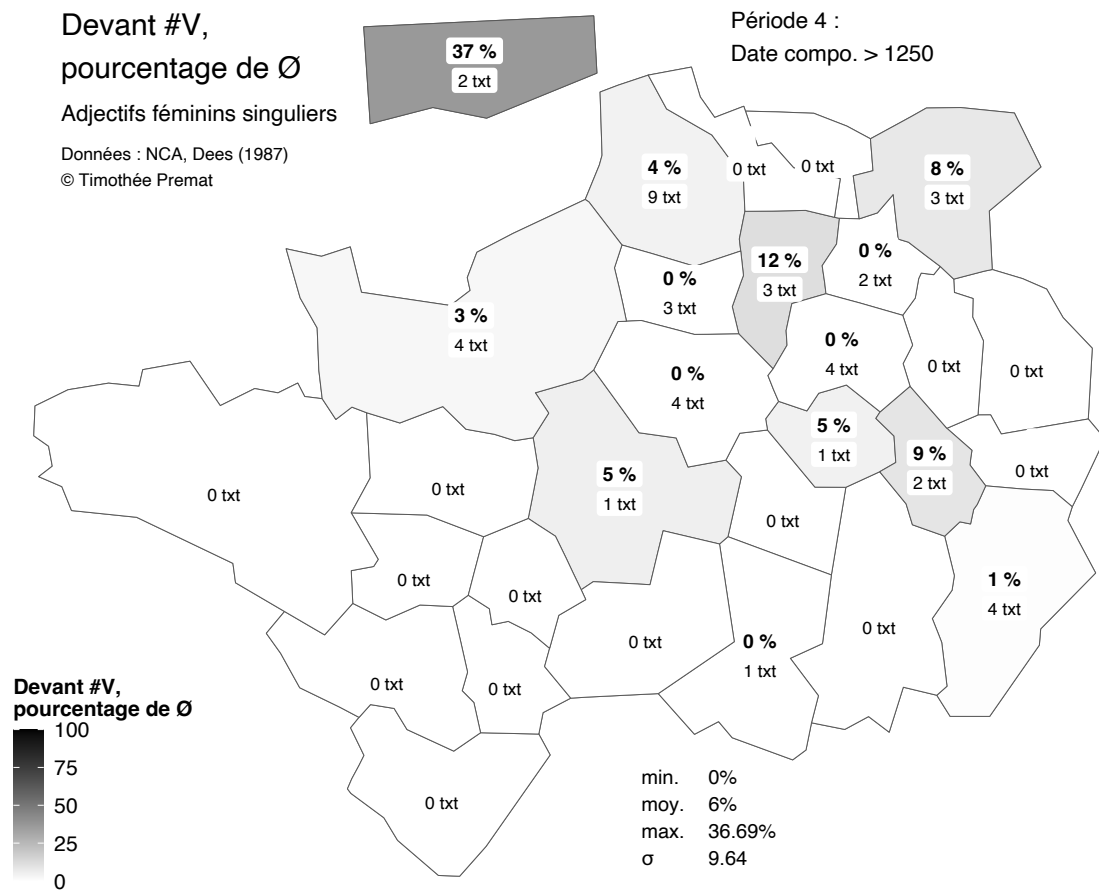 Devant #V,
pourcentage de Ø
Adjectifs féminins singuliers
Données : NCA, Dees (1987)
© Timothée Premat
Période 4 :
Date compo. > 1250
37 %
2 txt
4 %
9 txt
0 txt
0 txt
8 %
3 txt
12 %
3 txt
0 %
2 txt
0 %
3 txt
3 %
4 txt
0 %
4 txt
0 %
4 txt
0 txt
0 txt
5 %
1 txt
9 %
2 txt
0 txt
5 %
1 txt
0 txt
0 txt
0 txt
0 txt
0 txt
1 %
4 txt
0 txt
0 %
1 txt
0 txt
0 txt
0 txt
0 txt
Devant #V,
pourcentage de Ø
100
75
50
25
0
min. 0%
moy. 6%
max. 36.69%
σ 9.64